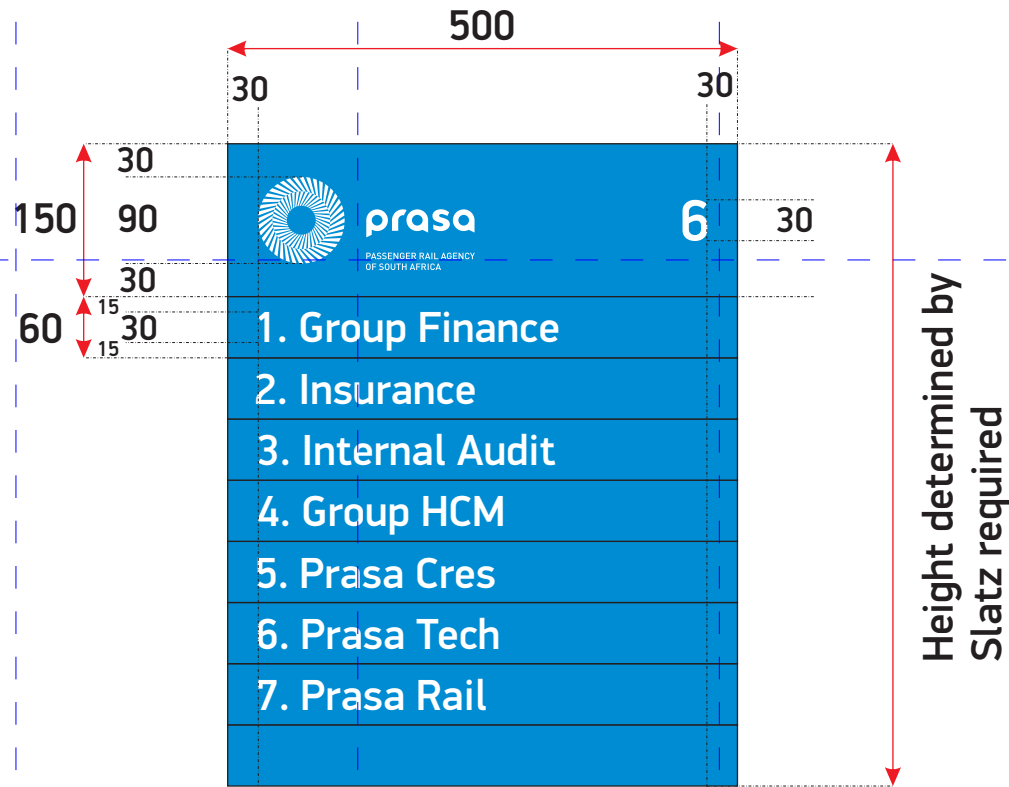 500
30
30
30
150
90
prasa
6
30
PASSENGER RAIL AGENCY
OF SOUTH AFRICA
30
15
60
30
15
1. Group Finance
2. Insurance
3. Internal Audit
4. Group HCM
5. Prasa Cres
6. Prasa Tech
7. Prasa Rail
Height determined by
Slatz required